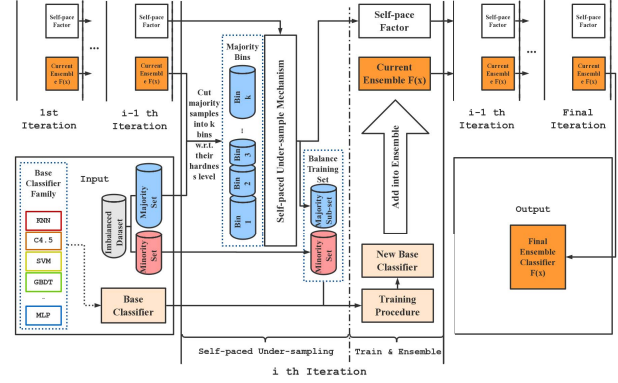 Self-pace
Factor
Current
Ensembl
e F(x)
...
1st
Iteration
Self-pace
Factor
Current
Ensembl
e F(x)
i-1 th
Iteration
Cut
majority
samples
into k
bins
w.r.t.
their
hardnes
s level
Majority
Bins
Bin k
...
Bin 3
Bin 2
Bin 1
Self-paced Under-sample Mechanism
Self-pace
Factor
Current
Ensemble F(x)
Add into Ensemble
New Base
Classifier
Training
Procedure
Balance
Training
Set
Majority
Sub-set
Minority
Set
Self-pace
Factor
Current
Ensembl
e F(x)
...
i-1 th
Iteration
Self-pace
Factor
Current
Ensembl
e F(x)
Final
Iteration
Input
Base
Classifier
Family
KNN
C4.5
SVM
GBDT
MLP
Imbalanced
Dataset
Majority
Set
Minority
Set
Base
Classifier
Output
Final
Ensemble
Classifier
F(x)
Self-paced Under-sampling
Train & Ensemble
i th Iteration